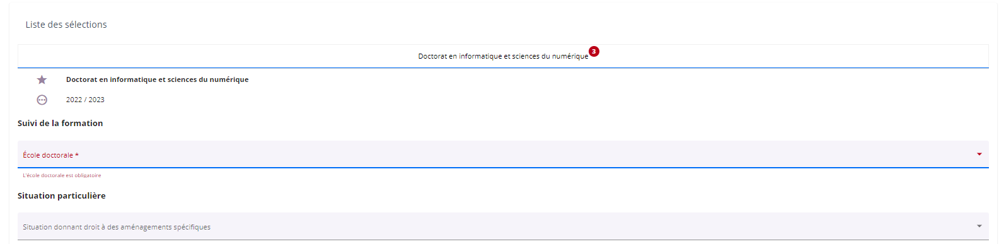 Liste des sélections
Doctorat en informatique et sciences du numérique 3
Doctorat en informatique et sciences du numérique
2022 / 2023
Suivi de la formation
École doctorale *
L'école doctorale est obligatoire
Situation particulière
Situation donnant droit à des aménagements spécifiques